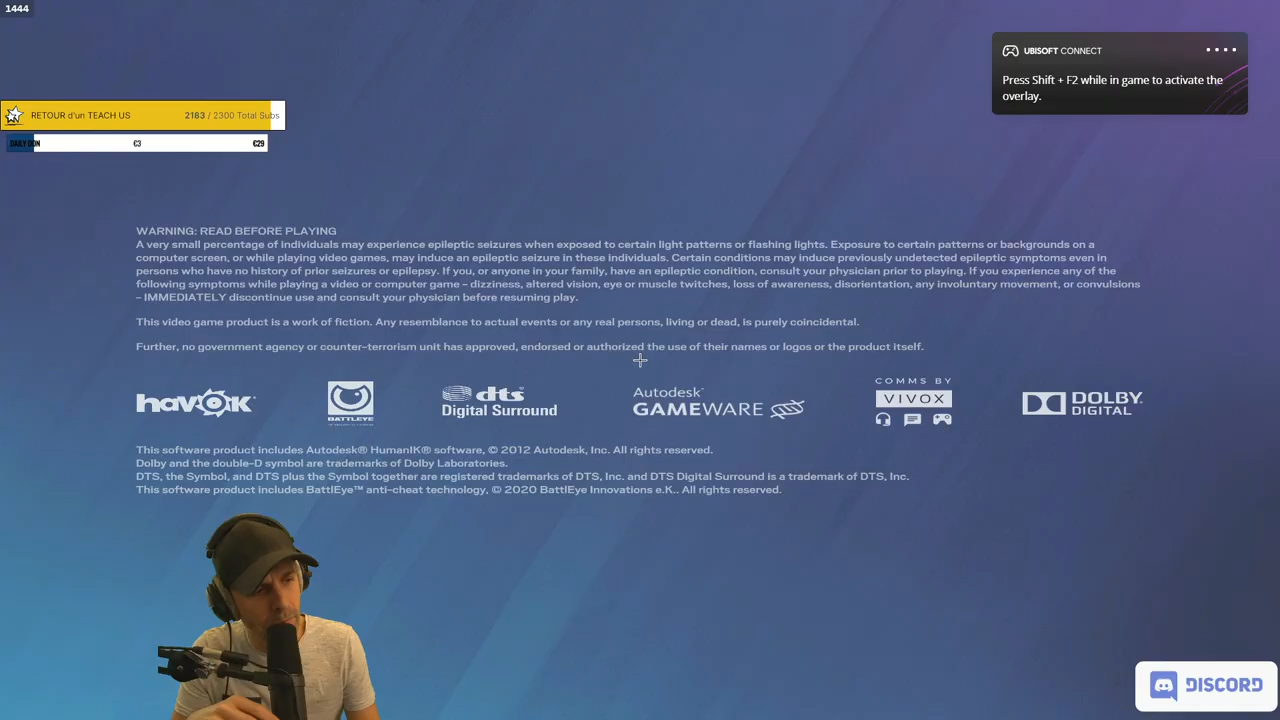 1444
UBISOFT CONNECT
Press Shift + F2 while in game to activate the
overlay.
RETOUR d'un TEACH US 2183 / 2300 Total Subs
DAILY DON €3 €29
WARNING: READ BEFORE PLAYING
A very small percentage of individuals may experience epileptic seizures when exposed to certain light patterns or flashing lights. Exposure to certain patterns or backgrounds on a
computer screen, or while playing video games, may induce an epileptic seizure in these individuals. Certain conditions may induce previously undetected epileptic symptoms even in
persons who have no history of prior seizures or epilepsy. If you, or anyone in your family, have an epileptic condition, consult your physician prior to playing. If you experience any of the
following symptoms while playing a video or computer game – dizziness, altered vision, eye or muscle twitches, loss of awareness, disorientation, any involuntary movement, or convulsions
– IMMEDIATELY discontinue use and consult your physician before resuming play.
This video game product is a work of fiction. Any resemblance to actual events or any real persons, living or dead, is purely coincidental.
Further, no government agency or counter-terrorism unit has approved, endorsed or authorized the use of their names or logos or the product itself.
havok
BATTLEYE
dts
Digital Surround
Autodesk®
GAMEWARE
COMMS BY
VIVOX
DOLBY
DIGITAL
This software product includes Autodesk® HumanIK® software, © 2012 Autodesk, Inc. All rights reserved.
Dolby and the double-D symbol are trademarks of Dolby Laboratories.
DTS, the Symbol, and DTS plus the Symbol together are registered trademarks of DTS, Inc. and DTS Digital Surround is a trademark of DTS, Inc.
This software product includes BattlEye™ anti-cheat technology, © 2020 BattlEye Innovations e.K.. All rights reserved.
DISCORD